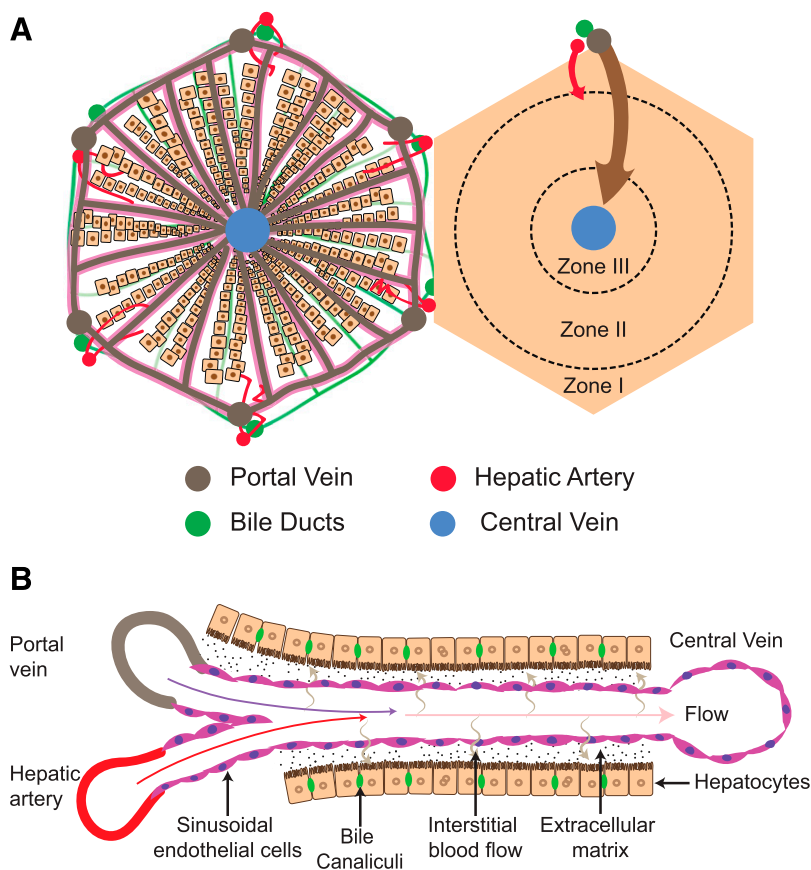 A
Zone III
Zone II
Zone I
Portal Vein
Hepatic Artery
Bile Ducts
Central Vein
B
Portal
vein
Central Vein
Flow
Hepatic
artery
Hepatocytes
Sinusoidal
endothelial cells
Bile
Canaliculi
Interstitial
blood flow
Extracellular
matrix